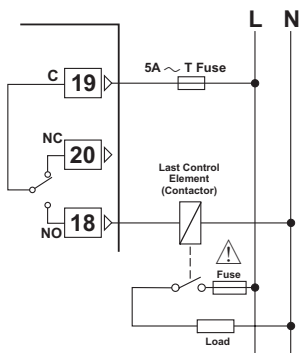 L N
5A ~ T Fuse
C 19
NC
20
Last Control
Element
(Contactor)
18
NO
Fuse
Load